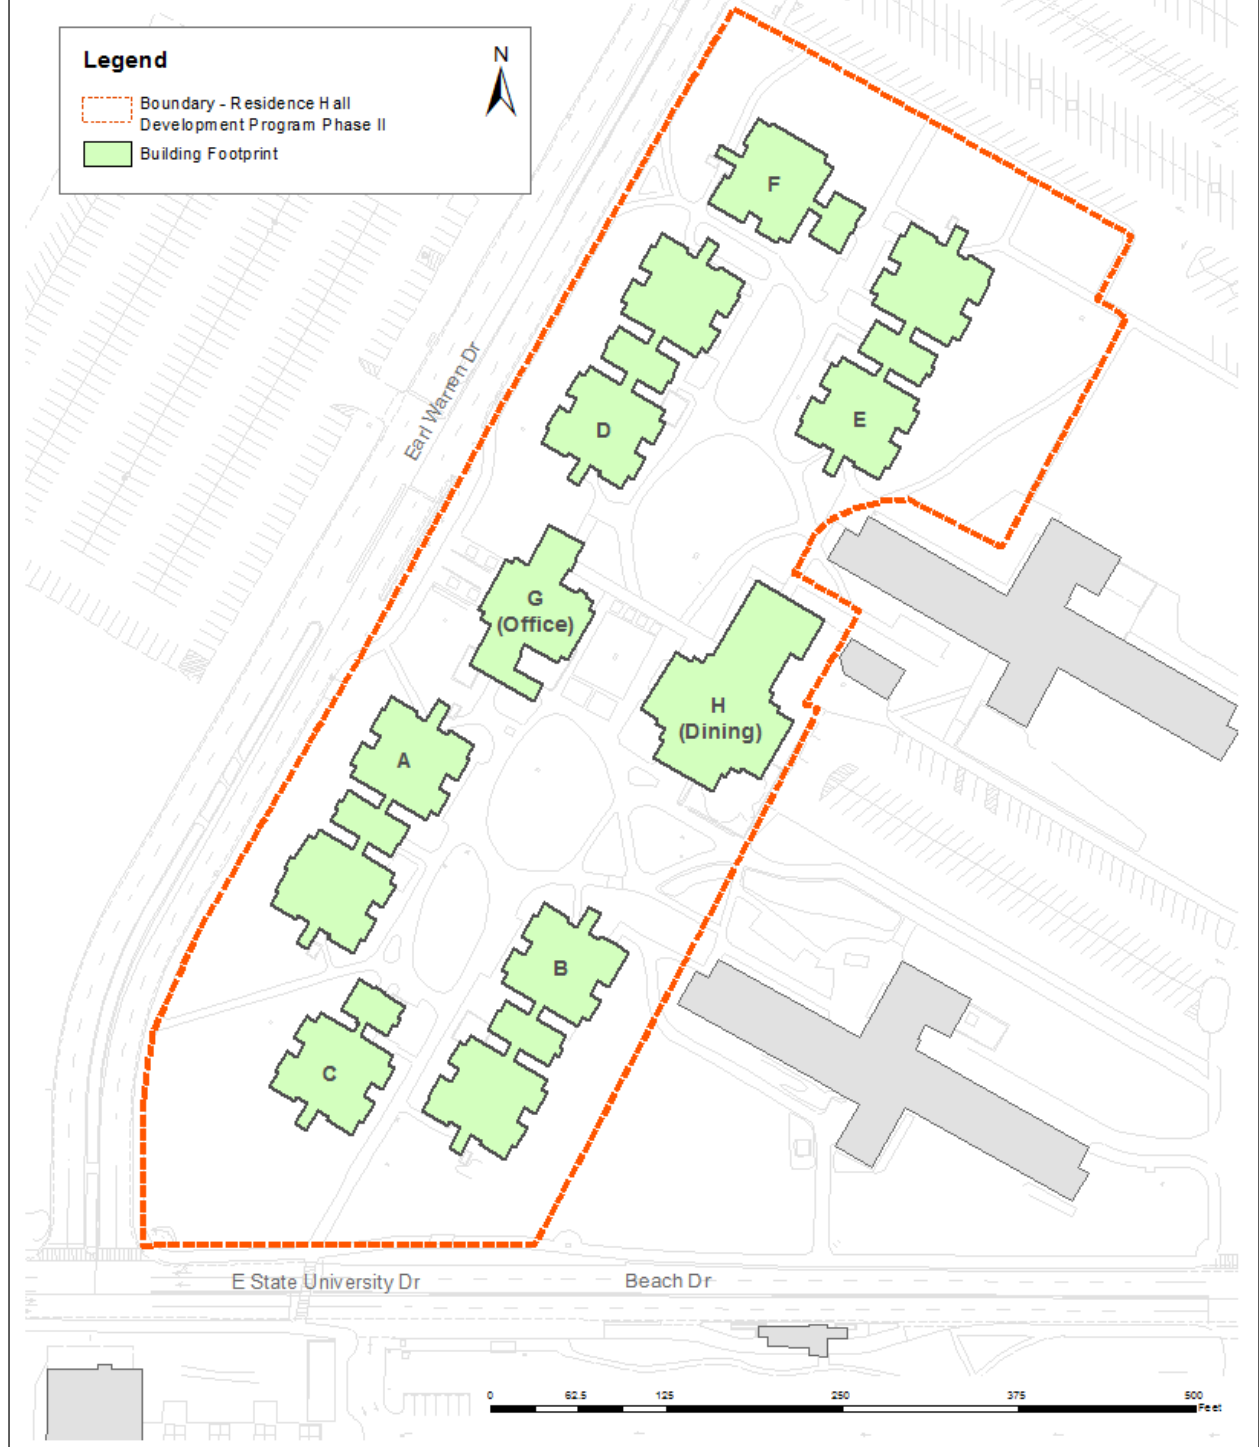 Legend
N
Boundary - Residence Hall
Development Program Phase II
Building Footprint
F
E
D
Earl Warren Dr
G
(Office)
H
(Dining)
A
B
C
E State University Dr
Beach Dr
0 62.5 125 250 375 500
Feet